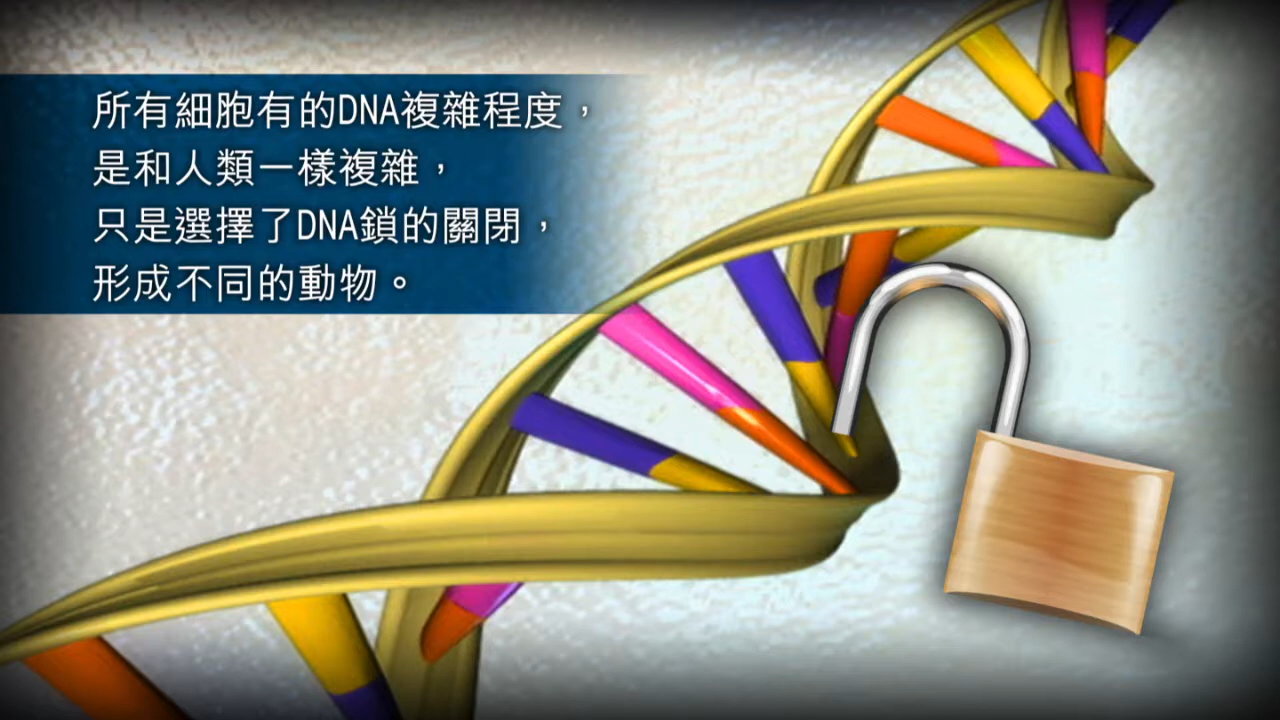 所有細胞有的DNA複雜程度，
是和人類一樣複雜，
只是選擇了DNA鎖的關閉，
形成不同的動物。